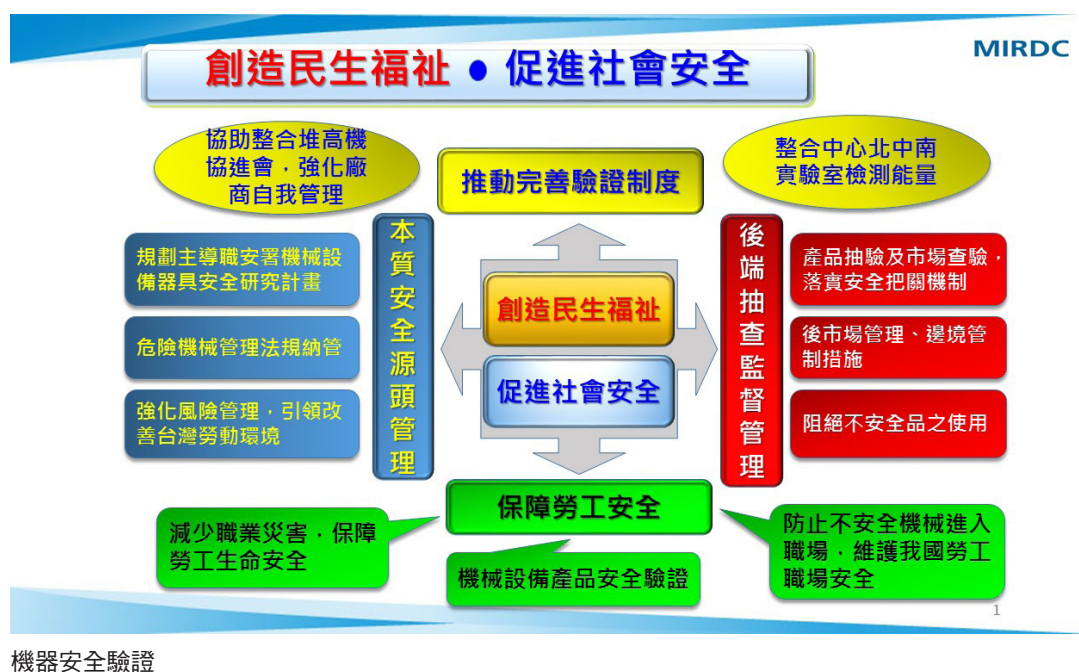 MIRDC
創造民生福祉 ● 促進社會安全
協助整合堆高機
協進會，強化廠
商自我管理
推動完善驗證制度
整合中心北中南
實驗室檢測能量
本質安全源頭管理
規劃主導職安署機械設
備器具安全研究計畫
危險機械管理法規納管
強化風險管理，引領改
善台灣勞動環境
創造民生福祉
促進社會安全
後端抽查監督管理
產品抽驗及市場查驗，
落實安全把關機制
後市場管理、邊境管
制措施
阻絕不安全品之使用
保障勞工安全
減少職業災害，保障
勞工生命安全
機械設備產品安全驗證
防止不安全機械進入
職場，維護我國勞工
職場安全
1
機器安全驗證